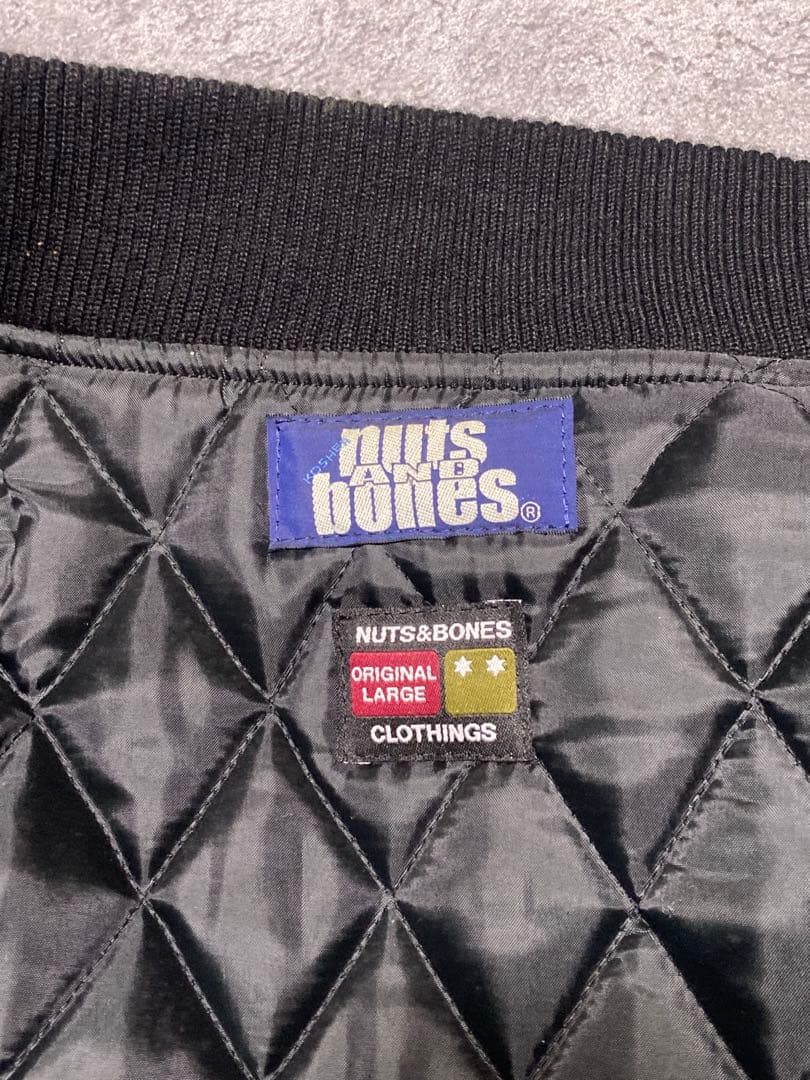 KOSHER
nuts
AND
bones®
NUTS&BONES
ORIGINAL
LARGE
CLOTHINGS